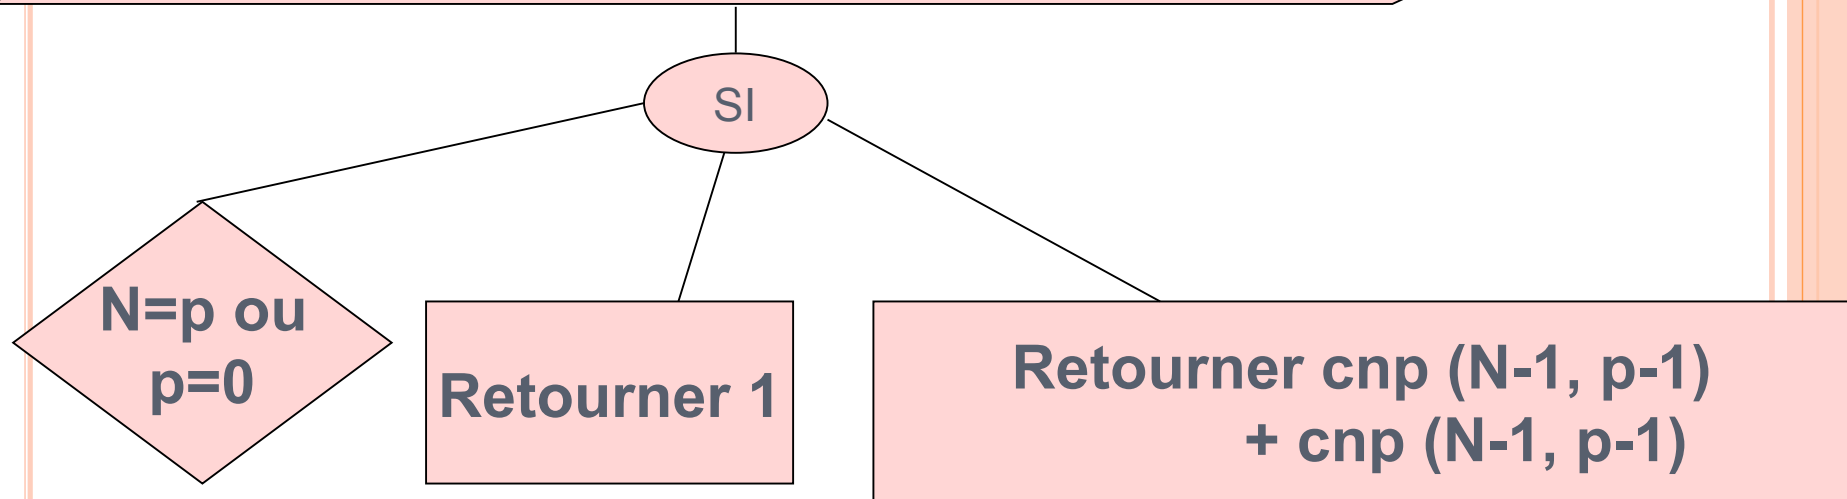 SI
N=p ou
p=0
Retourner 1
Retourner cnp (N-1, p-1)
+ cnp (N-1, p-1)